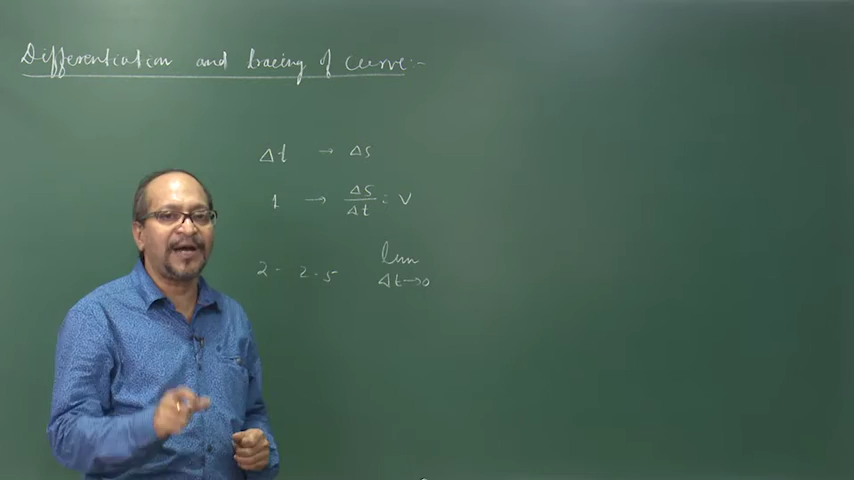 Differentiation and tracing of curve:-
Δt → Δs
1 → Δs/Δt = V
2 - 2.5 lim Δt→0